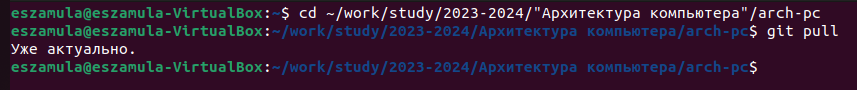 eszamula@eszamula-VirtualBox:~$ cd ~/work/study/2023-2024/"Архитектура компьютера"/arch-pc
eszamula@eszamula-VirtualBox:~/work/study/2023-2024/Архитектура компьютера/arch-pc$ git pull
Уже актуально.
eszamula@eszamula-VirtualBox:~/work/study/2023-2024/Архитектура компьютера/arch-pc$